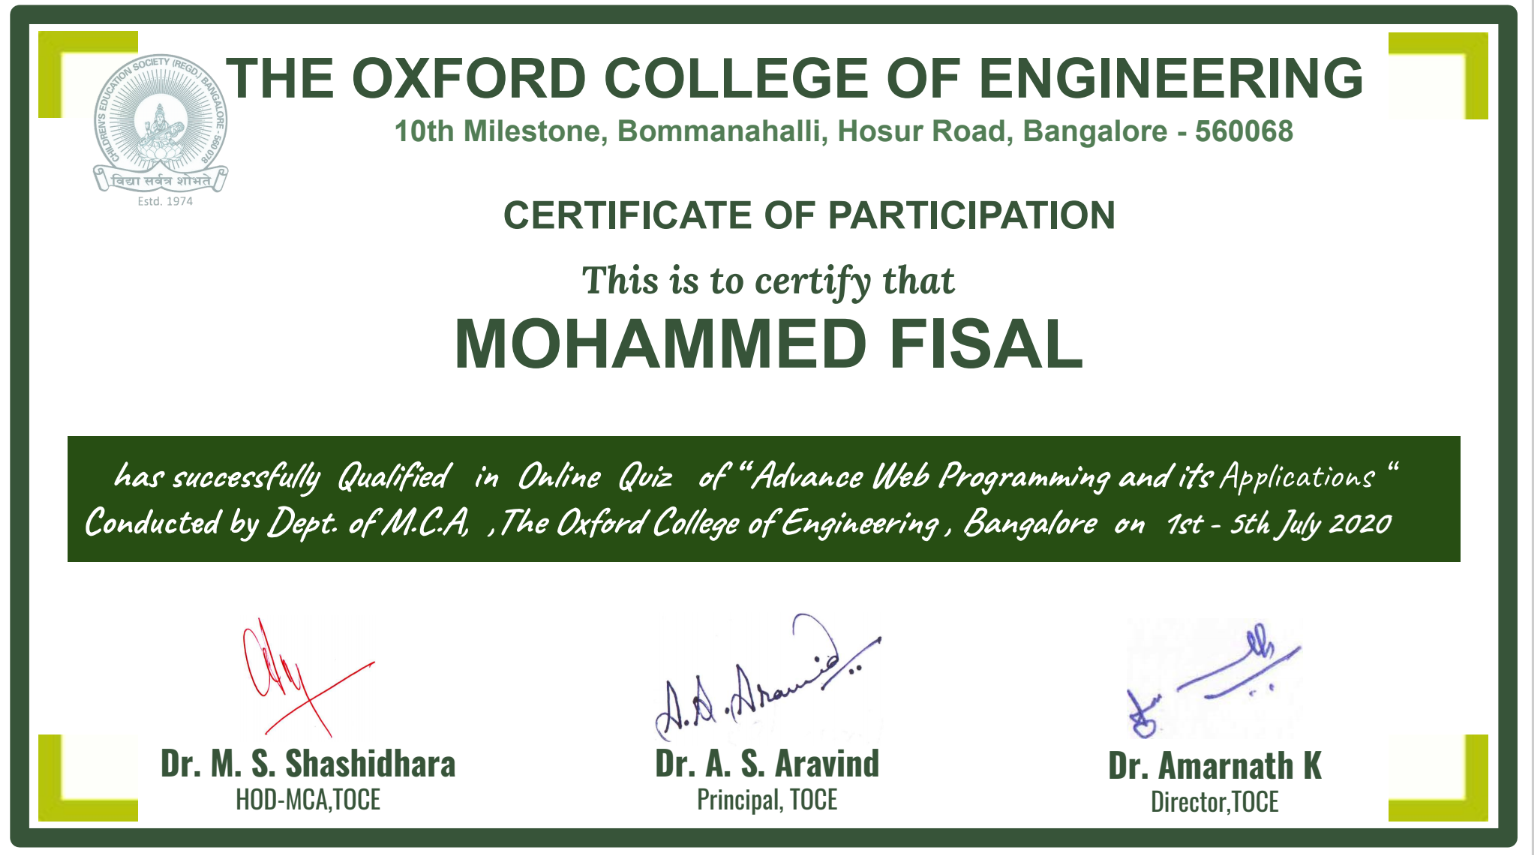 CHILDREN'S EDUCATION SOCIETY (REGD) BANGALORE - 560 078
विद्या सर्वत्र शोभते
Estd. 1974
THE OXFORD COLLEGE OF ENGINEERING
10th Milestone, Bommanahalli, Hosur Road, Bangalore - 560068
CERTIFICATE OF PARTICIPATION
This is to certify that
MOHAMMED FISAL
has successfully Qualified in Online Quiz of “Advance Web Programming and its Applications “
Conducted by Dept. of M.C.A, ,The Oxford College of Engineering , Bangalore on 1st - 5th July 2020
A.S. Aravind
Dr. M. S. Shashidhara
HOD-MCA,TOCE
Dr. A. S. Aravind
Principal, TOCE
Dr. Amarnath K
Director,TOCE